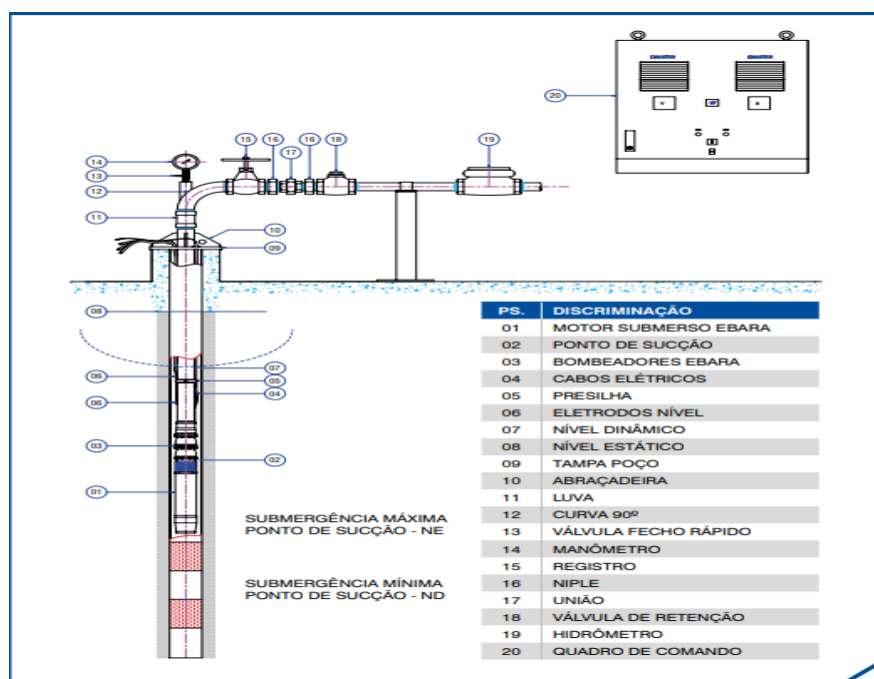 20
15
16
17
16
18
19
14
13
12
11
10
09
08
07
06
05
04
06
03
02
01
SUBMERGÊNCIA MÁXIMA
PONTO DE SUCÇÃO - NE
SUBMERGÊNCIA MÍNIMA
PONTO DE SUCÇÃO - ND
PS. DISCRIMINAÇÃO
01 MOTOR SUBMERSO EBARA
02 PONTO DE SUCÇÃO
03 BOMBEADORES EBARA
04 CABOS ELÉTRICOS
05 PRESILHA
06 ELETRODOS NÍVEL
07 NÍVEL DINÂMICO
08 NÍVEL ESTÁTICO
09 TAMPA POÇO
10 ABRAÇADEIRA
11 LUVA
12 CURVA 90º
13 VÁLVULA FECHO RÁPIDO
14 MANÔMETRO
15 REGISTRO
16 NIPLE
17 UNIÃO
18 VÁLVULA DE RETENÇÃO
19 HIDRÔMETRO
20 QUADRO DE COMANDO